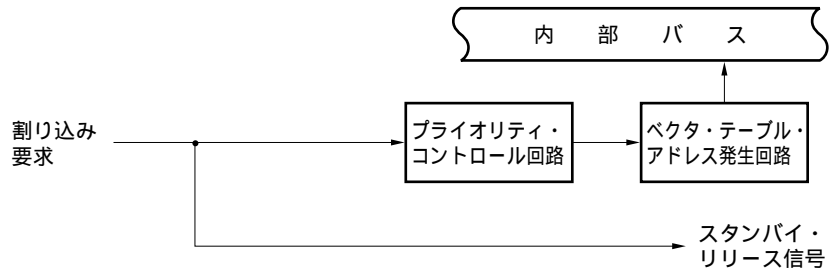 内部バス
割り込み
要求
プライオリティ・
コントロール回路
ベクタ・テーブル・
アドレス発生回路
スタンバイ・
リリース信号